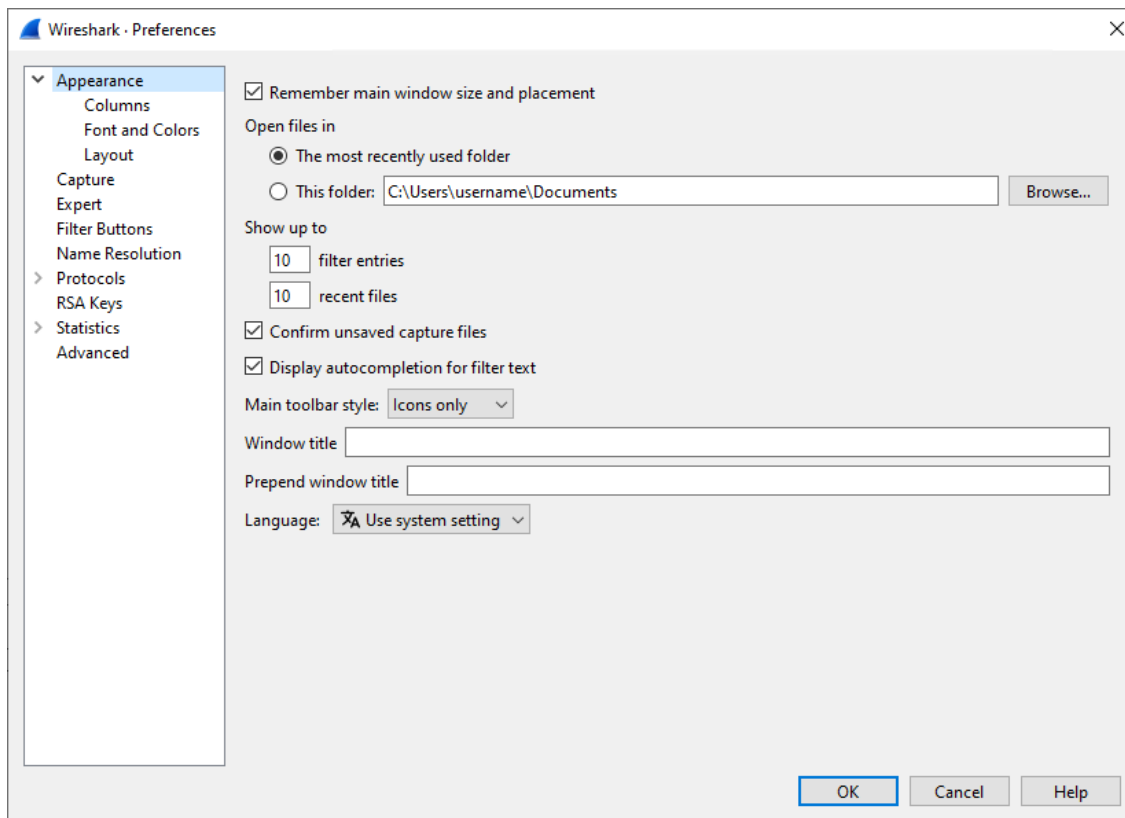 Wireshark · Preferences
Appearance
Columns
Font and Colors
Layout
Capture
Expert
Filter Buttons
Name Resolution
Protocols
RSA Keys
Statistics
Advanced
Remember main window size and placement
Open files in
The most recently used folder
This folder: C:\Users\username\Documents Browse...
Show up to
10 filter entries
10 recent files
Confirm unsaved capture files
Display autocompletion for filter text
Main toolbar style: Icons only
Window title
Prepend window title
Language: 文A Use system setting
OK Cancel Help